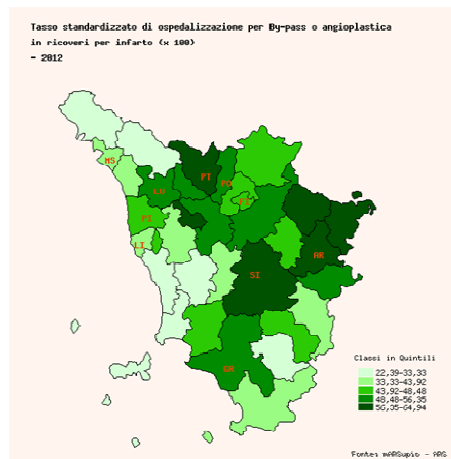 Tasso standardizzato di ospedalizzazione per By-pass o angioplastica
in ricoveri per infarto (x 100)
- 2012
MS
PT
LU
PO
FI
PI
LI
AR
SI
GR
Classi in Quintili
22,39-33,33
33,33-43,92
43,92-48,48
48,48-56,35
56,35-64,94
Fonte: mARSupio - ARS